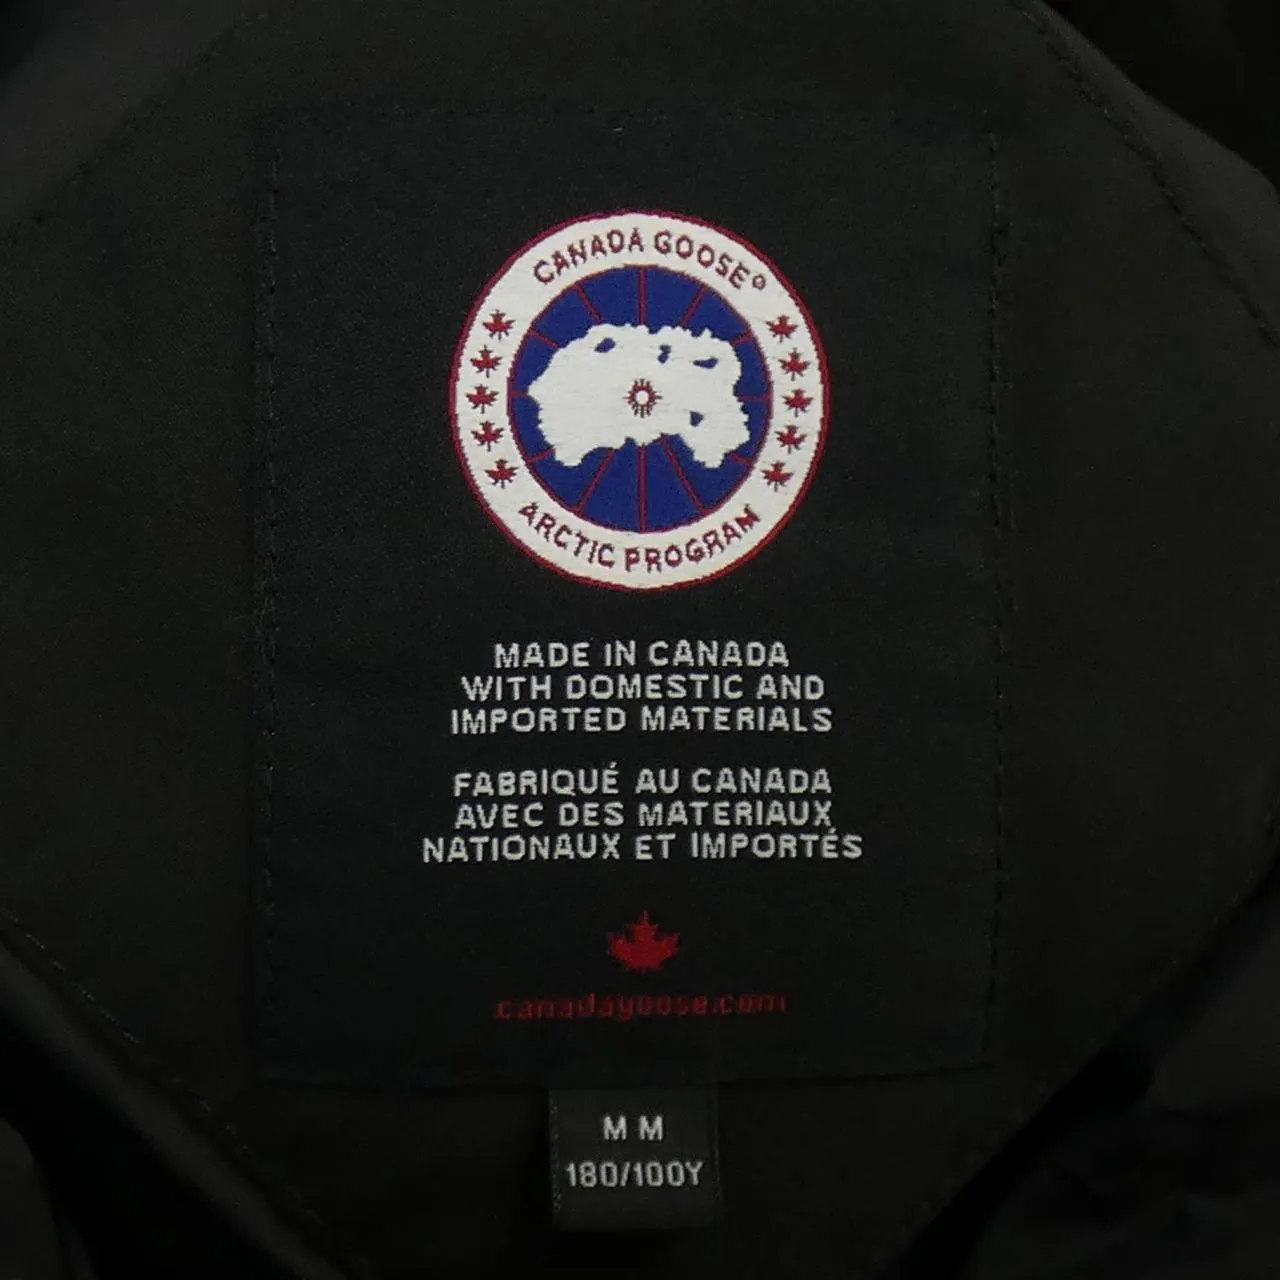 CANADA GOOSE®
ARCTIC PROGRAM
MADE IN CANADA
WITH DOMESTIC AND
IMPORTED MATERIALS
FABRIQUÉ AU CANADA
AVEC DES MATERIAUX
NATIONAUX ET IMPORTÉS
canadagoose.com
M M
180/100Y